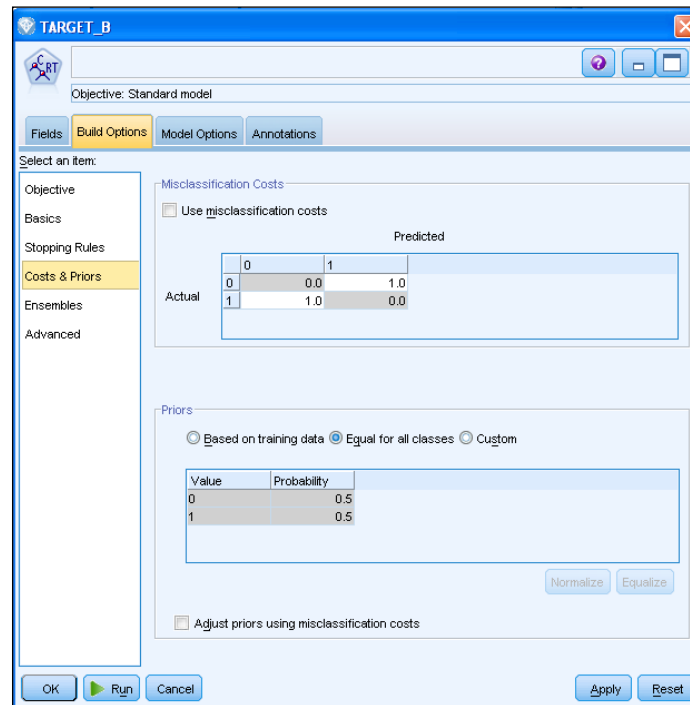 TARGET_B
C&RT
Objective: Standard model
Fields Build Options Model Options Annotations
Select an item:
Objective
Basics
Stopping Rules
Costs & Priors
Ensembles
Advanced
Misclassification Costs
Use misclassification costs
Predicted
0 1
Actual
0 0.0 1.0
1 1.0 0.0
Priors
Based on training data Equal for all classes Custom
Value Probability
0 0.5
1 0.5
Normalize Equalize
Adjust priors using misclassification costs
OK Run Cancel Apply Reset